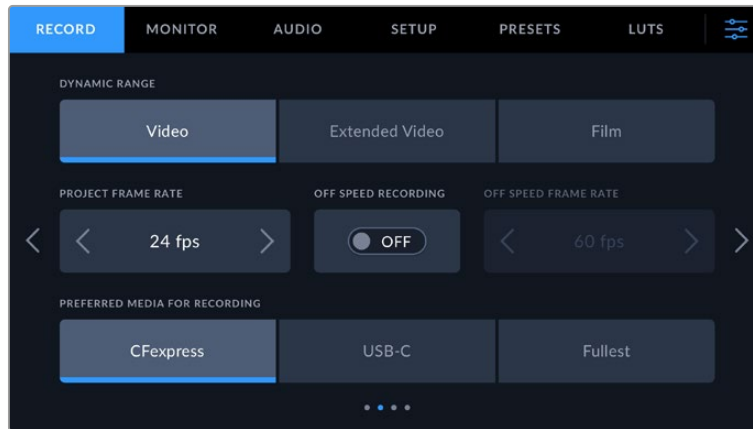 RECORD MONITOR AUDIO SETUP PRESETS LUTS
DYNAMIC RANGE
Video Extended Video Film
PROJECT FRAME RATE OFF SPEED RECORDING OFF SPEED FRAME RATE
24 fps OFF 60 fps
PREFERRED MEDIA FOR RECORDING
CFexpress USB-C Fullest